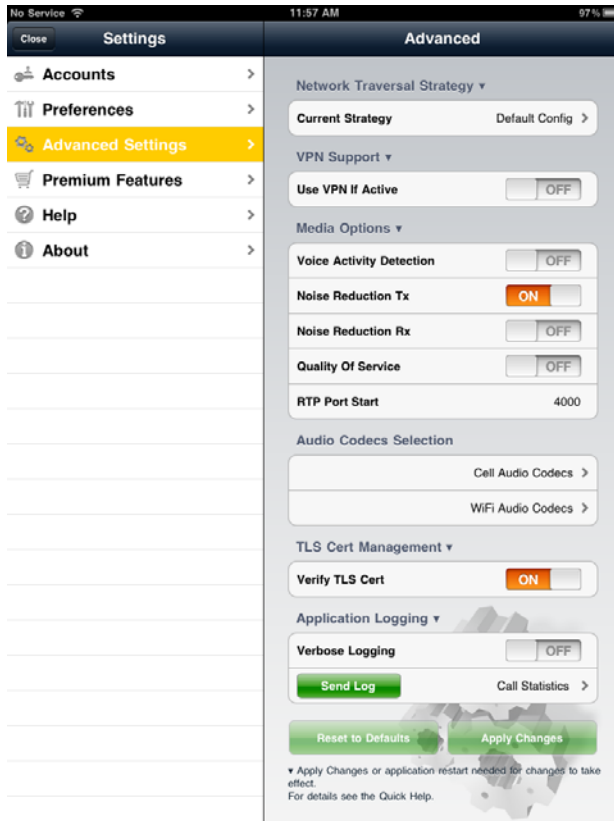 No Service 11:57 AM 97%
Close Settings
Accounts
Preferences
Advanced Settings
Premium Features
Help
About
Advanced
Network Traversal Strategy ▾
Current Strategy Default Config
VPN Support ▾
Use VPN If Active OFF
Media Options ▾
Voice Activity Detection OFF
Noise Reduction Tx ON
Noise Reduction Rx OFF
Quality Of Service OFF
RTP Port Start 4000
Audio Codecs Selection
Cell Audio Codecs
WiFi Audio Codecs
TLS Cert Management ▾
Verify TLS Cert ON
Application Logging ▾
Verbose Logging OFF
Send Log Call Statistics
Reset to Defaults Apply Changes
▾ Apply Changes or application restart needed for changes to take
effect.
For details see the Quick Help.